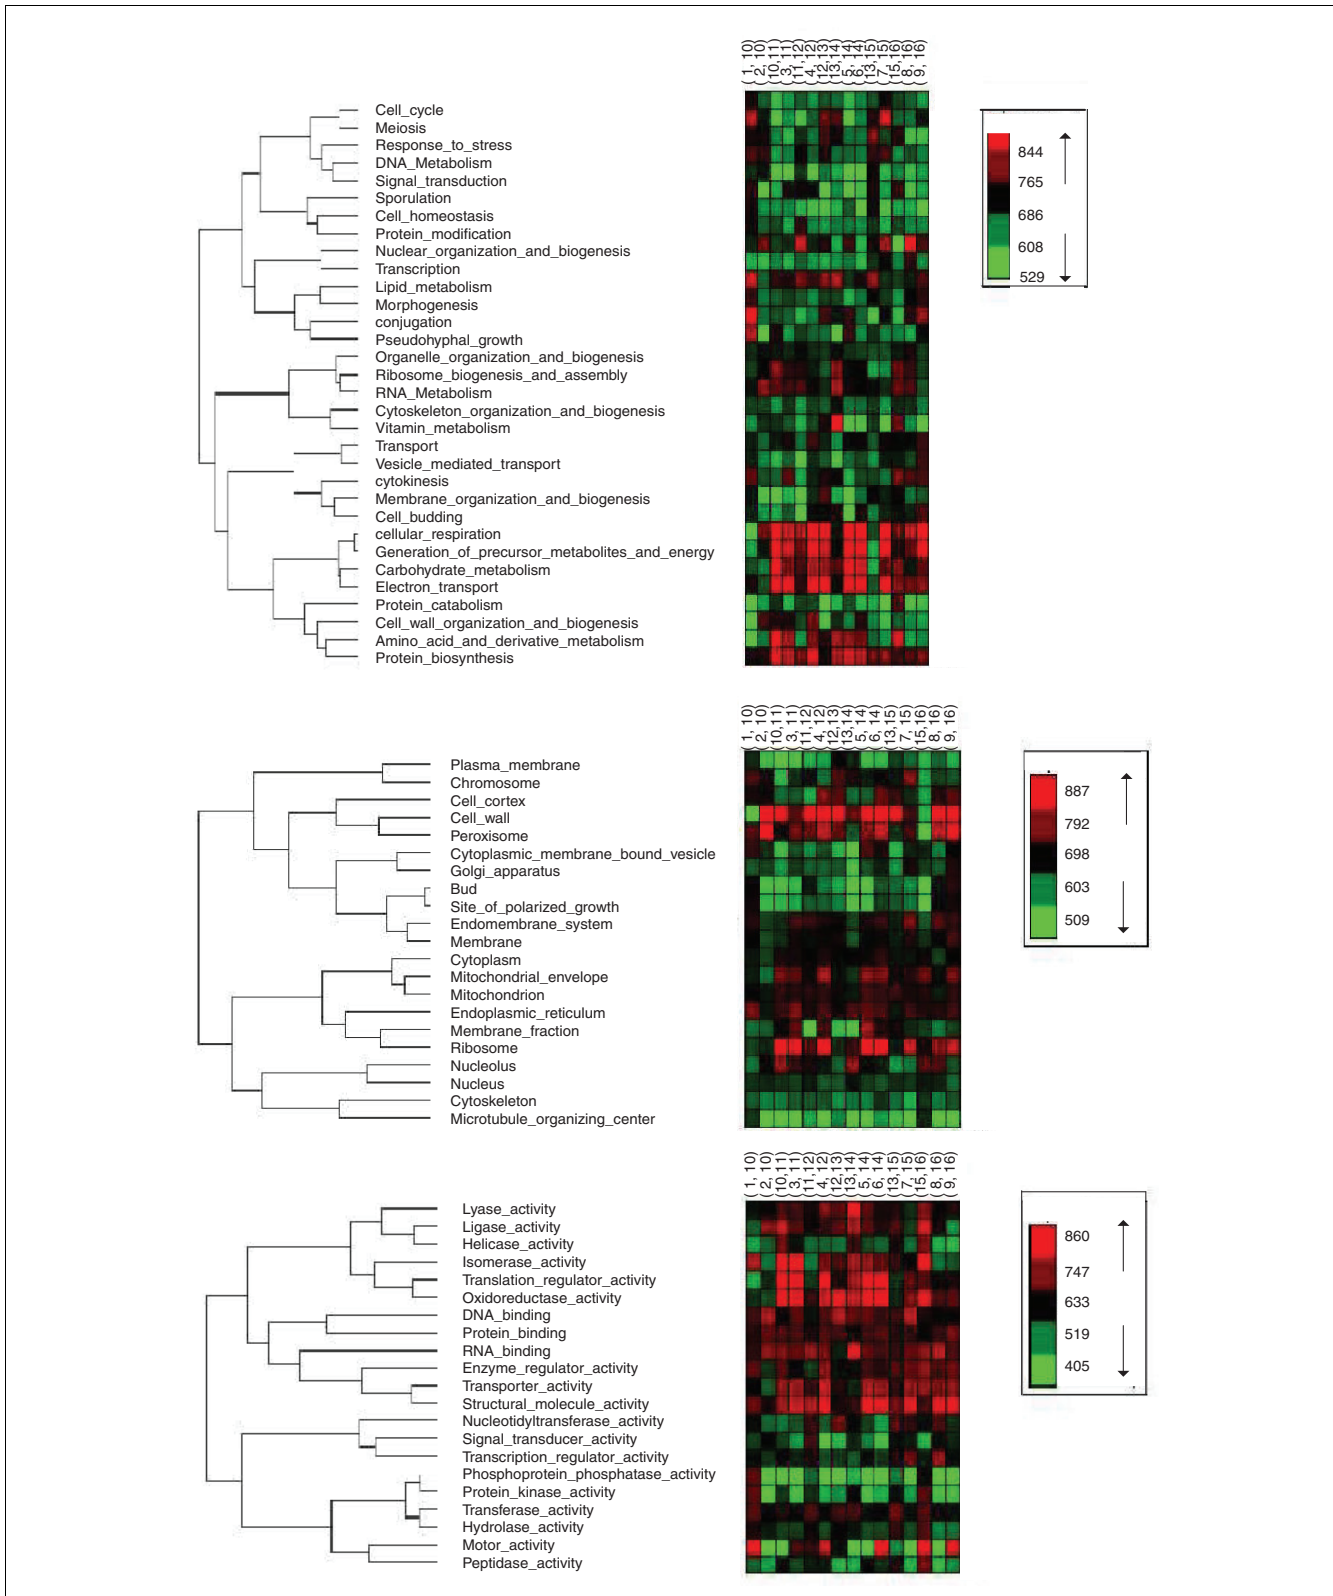 ( 1, 10)
( 2, 10)
(10, 11)
( 3, 11)
(11, 12)
( 4, 12)
(12, 13)
(13, 14)
( 5, 14)
( 6, 14)
(13, 15)
( 7, 15)
(15, 16)
( 8, 16)
( 9, 16)
Cell_cycle
Meiosis
Response_to_stress
DNA_Metabolism
Signal_transduction
Sporulation
Cell_homeostasis
Protein_modification
Nuclear_organization_and_biogenesis
Transcription
Lipid_metabolism
Morphogenesis
conjugation
Pseudohyphal_growth
Organelle_organization_and_biogenesis
Ribosome_biogenesis_and_assembly
RNA_Metabolism
Cytoskeleton_organization_and_biogenesis
Vitamin_metabolism
Transport
Vesicle_mediated_transport
cytokinesis
Membrane_organization_and_biogenesis
Cell_budding
cellular_respiration
Generation_of_precursor_metabolites_and_energy
Carbohydrate_metabolism
Electron_transport
Protein_catabolism
Cell_wall_organization_and_biogenesis
Amino_acid_and_derivative_metabolism
Protein_biosynthesis
844
765
686
608
529
( 1, 10)
( 2, 10)
(10, 11)
( 3, 11)
(11, 12)
( 4, 12)
(12, 13)
(13, 14)
( 5, 14)
( 6, 14)
(13, 15)
( 7, 15)
(15, 16)
( 8, 16)
( 9, 16)
Plasma_membrane
Chromosome
Cell_cortex
Cell_wall
Peroxisome
Cytoplasmic_membrane_bound_vesicle
Golgi_apparatus
Bud
Site_of_polarized_growth
Endomembrane_system
Membrane
Cytoplasm
Mitochondrial_envelope
Mitochondrion
Endoplasmic_reticulum
Membrane_fraction
Ribosome
Nucleolus
Nucleus
Cytoskeleton
Microtubule_organizing_center
887
792
698
603
509
( 1, 10)
( 2, 10)
(10, 11)
( 3, 11)
(11, 12)
( 4, 12)
(12, 13)
(13, 14)
( 5, 14)
( 6, 14)
(13, 15)
( 7, 15)
(15, 16)
( 8, 16)
( 9, 16)
Lyase_activity
Ligase_activity
Helicase_activity
Isomerase_activity
Translation_regulator_activity
Oxidoreductase_activity
DNA_binding
Protein_binding
RNA_binding
Enzyme_regulator_activity
Transporter_activity
Structural_molecule_activity
Nucleotidyltransferase_activity
Signal_transducer_activity
Transcription_regulator_activity
Phosphoprotein_phosphatase_activity
Protein_kinase_activity
Transferase_activity
Hydrolase_activity
Motor_activity
Peptidase_activity
860
747
633
519
405